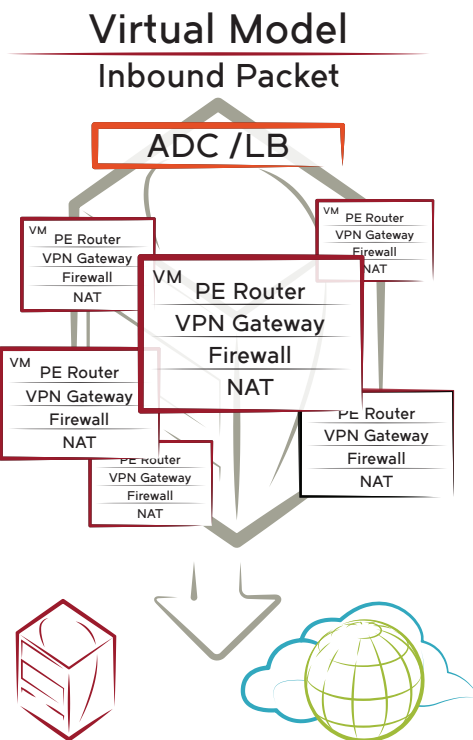 Virtual Model
Inbound Packet
ADC /LB
VM
PE Router
VPN Gateway
Firewall
NAT
VM
PE Router
VPN Gateway
Firewall
NAT
VM
PE Router
VPN Gateway
Firewall
NAT
VM
PE Router
VPN Gateway
Firewall
NAT
PE Router
VPN Gateway
Firewall
NAT
PE Router
VPN Gateway
Firewall
NAT